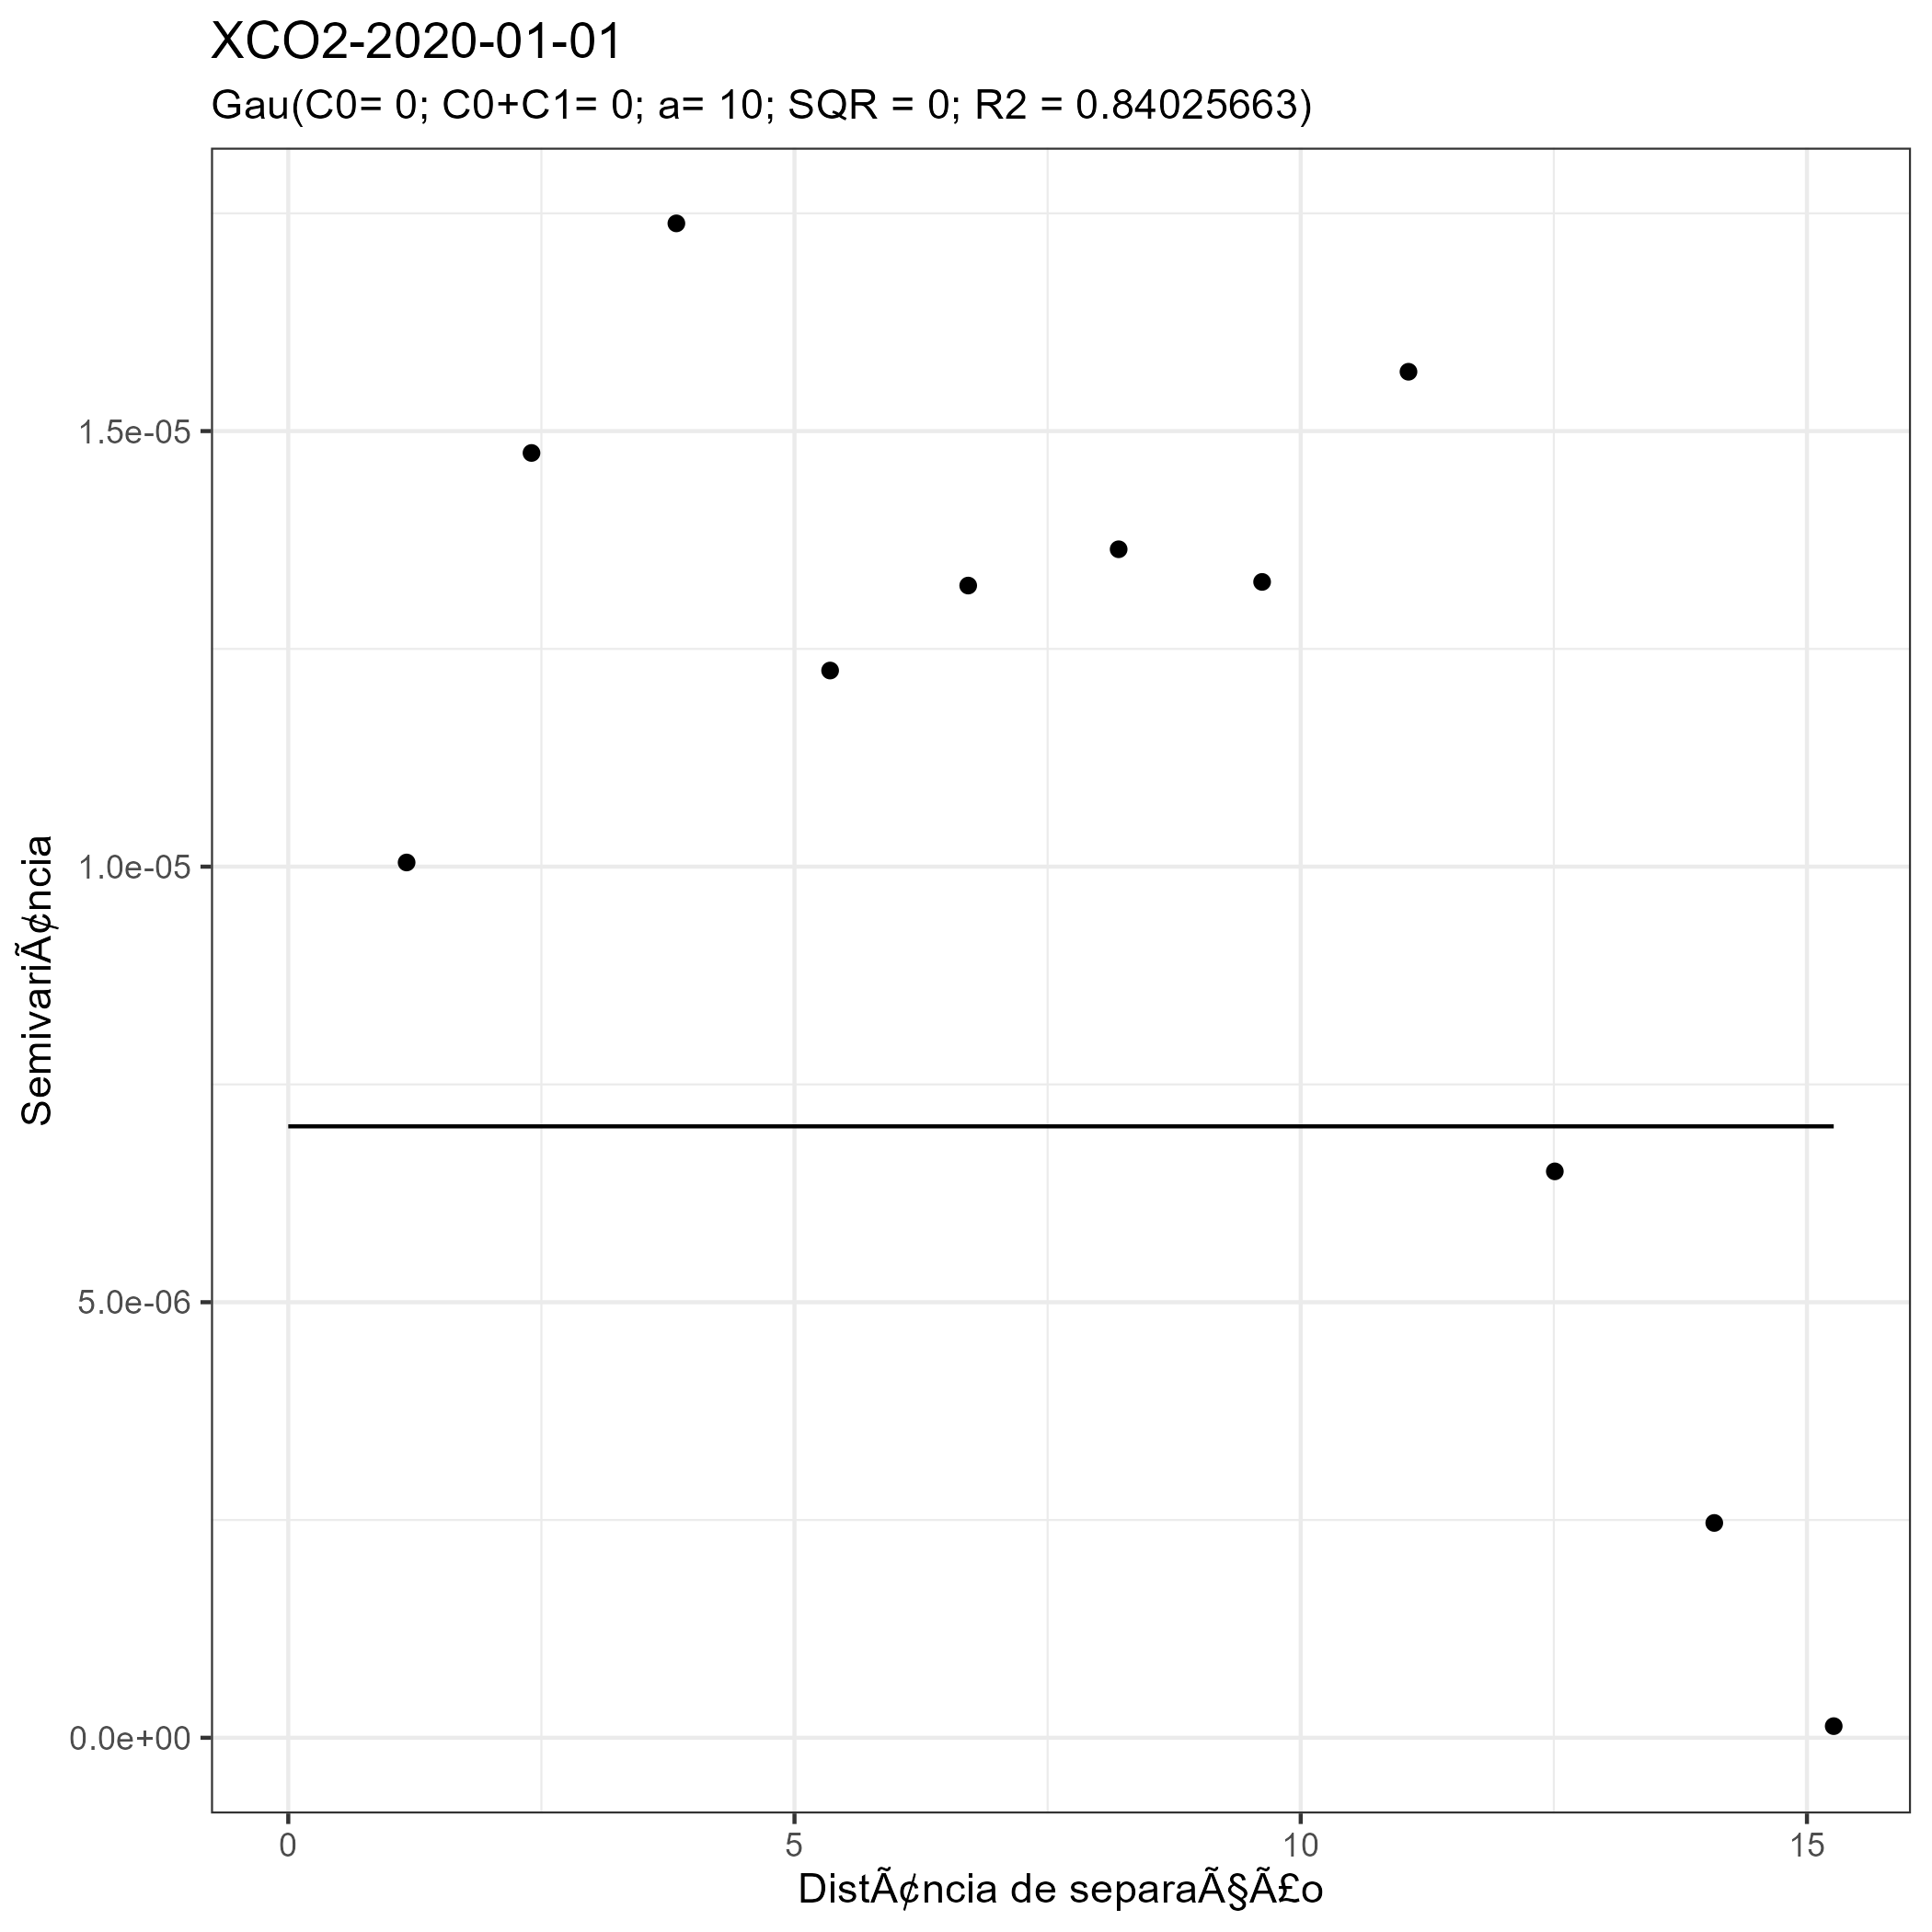 XCO2-2020-01-01
Gau(C0= 0; C0+C1= 0; a= 10; SQR = 0; R2 = 0.84025663)
SemivariÃ¢ncia
1.5e-05
1.0e-05
5.0e-06
0.0e+00
0 5 10 15
DistÃ¢ncia de separaÃ§Ã£o